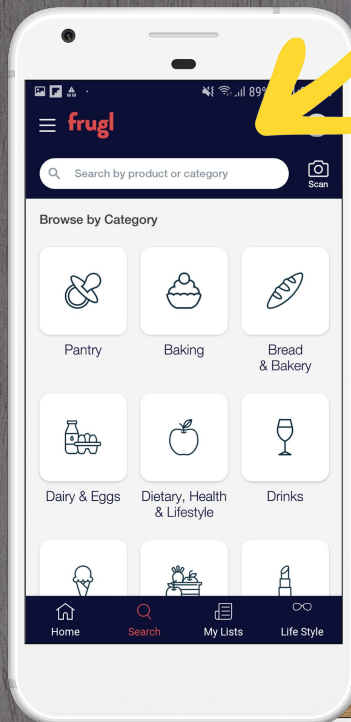 89%
frugl
Search by product or category
Scan
Browse by Category
Pantry
Baking
Bread
& Bakery
Dairy & Eggs
Dietary, Health
& Lifestyle
Drinks
Home
Search
My Lists
Life Style